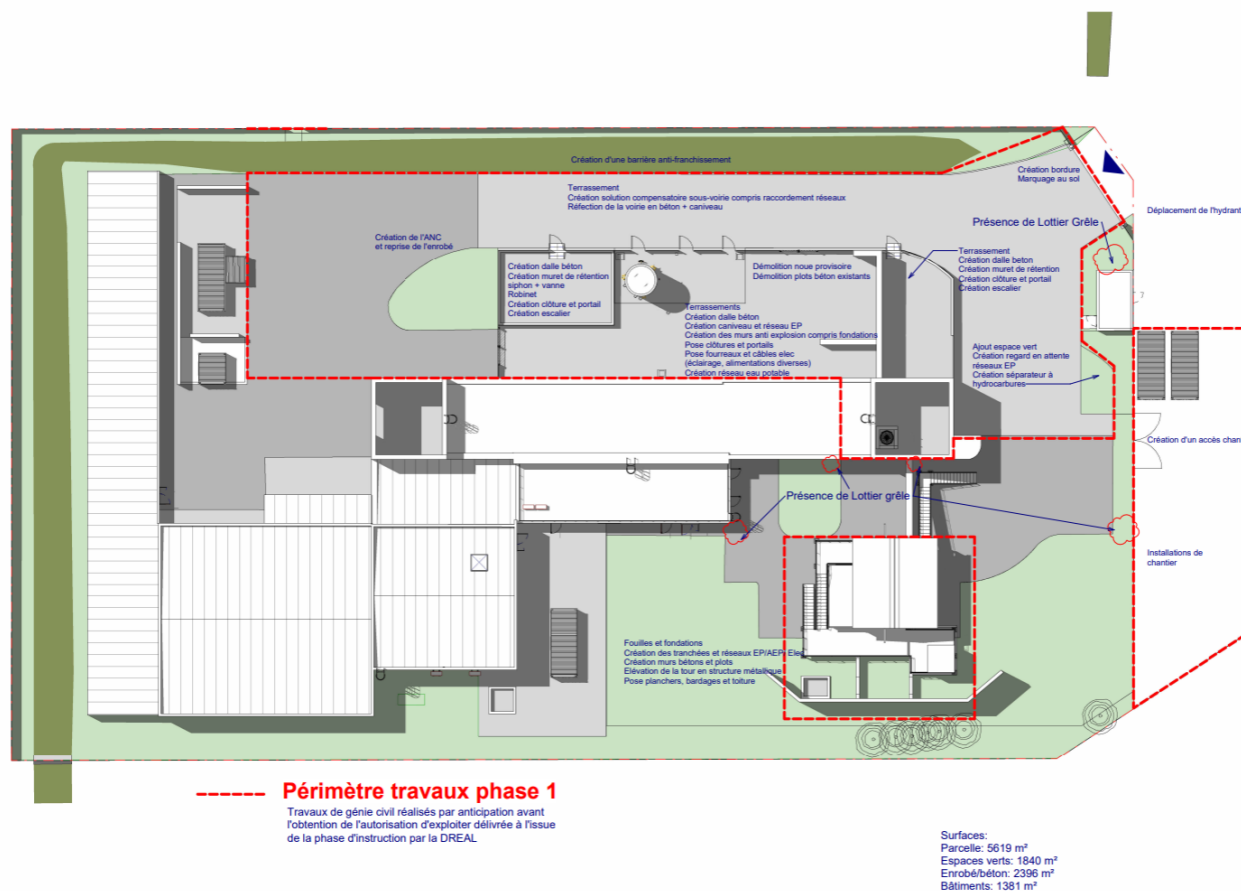 Création d'une barrière anti-franchissement
Création bordure
Marquage au sol
Terrassement
Création solution compensatoire sous-voirie compris raccordement réseaux
Réfection de la voirie en béton + caniveau
Déplacement de l'hydrant
Présence de Lottier Grêle
Création de l'ANC
et reprise de l'enrobé
Terrassement
Création dalle beton
Création muret de rétention
Création clôture et portail
Création escalier
Création dalle béton
Création muret de rétention
siphon + vanne
Robinet
Création clôture et portail
Création escalier
Démolition noue provisoire
Démolition plots béton existants
Terrassements
Création dalle béton
Création caniveau et réseau EP
Création des murs anti explosion compris fondations
Pose clôtures et portails
Pose fourreaux et câbles elec
(éclairage, alimentations diverses)
Création réseau eau potable
Ajout espace vert
Création regard en attente
réseaux EP
Création séparateur à
hydrocarbures
Création d'un accès chan
Présence de Lottier grêle
Installations de
chantier
Fouilles et fondations
Création des tranchées et réseaux EP/AEP/ Elec
Création murs bétons et plots
Elévation de la tour en structure métallique
Pose planchers, bardages et toiture
Périmètre travaux phase 1
Travaux de génie civil réalisés par anticipation avant
l'obtention de l'autorisation d'exploiter délivrée à l'issue
de la phase d'instruction par la DREAL
Surfaces:
Parcelle: 5619 m²
Espaces verts: 1840 m²
Enrobé/béton: 2396 m²
Bâtiments: 1381 m²